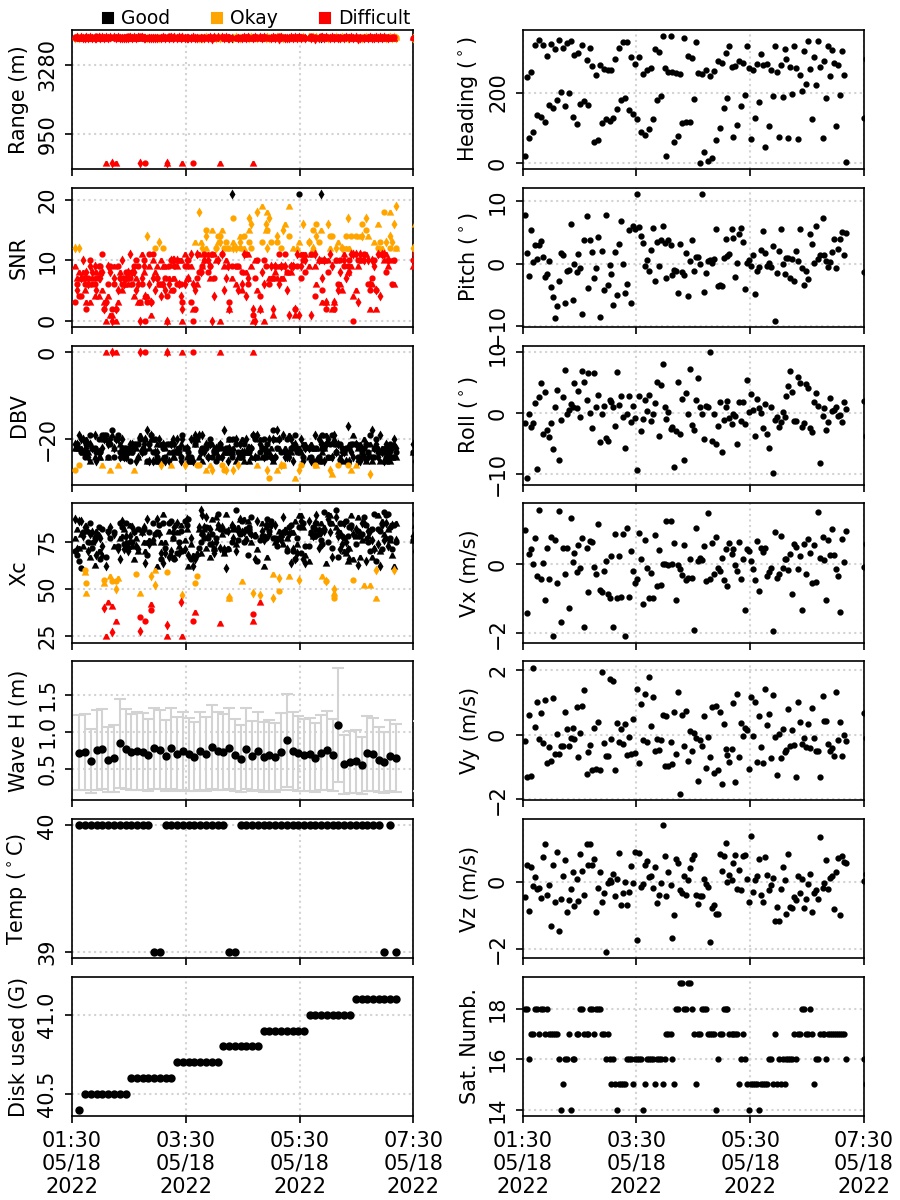 Good Okay Difficult
Range (m)
3280
950
Heading (°)
200
0
SNR
20
10
0
Pitch (°)
10
0
−10
DBV
0
−20
Roll (°)
10
0
−10
Xc
75
50
25
Vx (m/s)
0
−2
Wave H (m)
1.5
1.0
0.5
Vy (m/s)
2
0
−2
Temp (°C)
40
39
Vz (m/s)
0
−2
Disk used (G)
41.0
40.5
Sat. Numb.
18
16
14
01:30 03:30 05:30 07:30
05/18 05/18 05/18 05/18
2022 2022 2022 2022
01:30 03:30 05:30 07:30
05/18 05/18 05/18 05/18
2022 2022 2022 2022